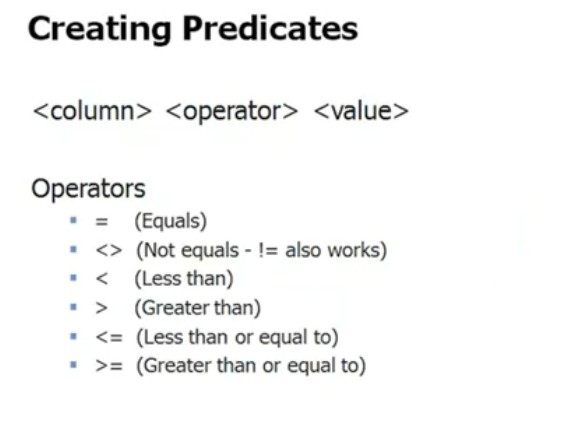 Creating Predicates
<column> <operator> <value>
Operators
▪ = (Equals)
▪ <> (Not equals - != also works)
▪ < (Less than)
▪ > (Greater than)
▪ <= (Less than or equal to)
▪ >= (Greater than or equal to)